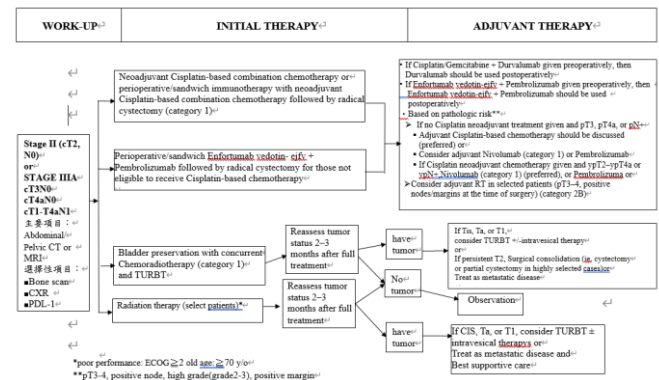 WORK-UP
INITIAL THERAPY
ADJUVANT THERAPY
Stage II (cT2,
N0)
or
STAGE IIIA
cT3N0
cT4aN0
cT1-T4aN1
主要項目：
Abdominal/
Pelvic CT or
MRI
選擇性項目：
■Bone scan
■CXR
■PDL-1
Neoadjuvant Cisplatin-based combination chemotherapy or
perioperative/sandwich immunotherapy with neoadjuvant
Cisplatin-based combination chemotherapy followed by radical
cystectomy (category 1)
Perioperative/sandwich Enfortumab vedotin- ejfv +
Pembrolizumab followed by radical cystectomy for those not
eligible to receive Cisplatin-based chemotherapy
• If Cisplatin/Gemcitabine + Durvalumab given preoperatively, then
Durvalumab should be used postoperatively
• If Enfortumab vedotin-ejfv + Pembrolizumab given preoperatively, then
Enfortumab vedotin-ejfv + Pembrolizumab should be used
postoperatively
• Based on pathologic risk**
➢ If no Cisplatin neoadjuvant treatment given and pT3, pT4a, or pN+
▪ Adjuvant Cisplatin-based chemotherapy should be discussed
(preferred) or
▪ Consider adjuvant Nivolumab (category 1) or Pembrolizumab
▪ If Cisplatin neoadjuvant chemotherapy given and ypT2–ypT4a or
ypN+,Nivolumab (category 1) (preferred), or Pembrolizuma or
➢Consider adjuvant RT in selected patients (pT3–4, positive
nodes/margins at the time of surgery) (category 2B)
Bladder preservation with concurrent
Chemoradiotherapy (category 1)
and TURBT
Reassess tumor
status 2–3
months after full
treatment
have
tumor
If Tis, Ta, or T1,
consider TURBT +/-intravesical therapy
or
If persistent T2, Surgical consolidation (ie, cystectomy
or partial cystectomy in highly selected cases)or
Treat as metastatic disease
No
tumor
Observation
Radiation therapy (select patients)*
Reassess tumor
status 2–3
months after full
treatment
have
tumor
If CIS, Ta, or T1, consider TURBT ±
intravesical therapys or
Treat as metastatic disease and
Best supportive care
*poor performance: ECOG≧2 old age:≧70 y/o
**pT3-4, positive node, high grade(grade2-3), positive margin